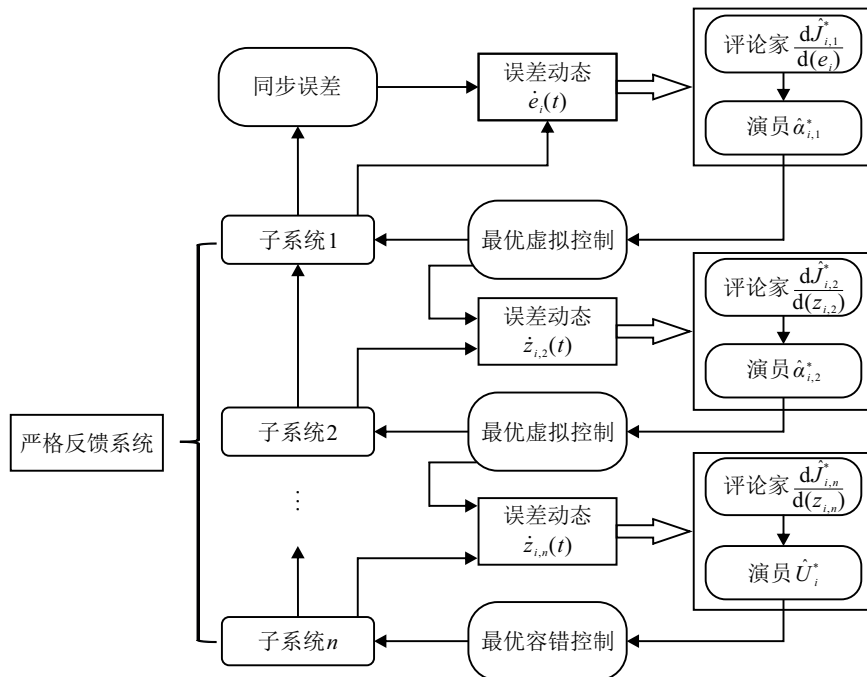 同步误差
误差动态
ė_i(t)
评论家 dĴ*_{i,1}/d(e_i)
演员 α̂*_{i,1}
子系统1
最优虚拟控制
误差动态
ż_{i,2}(t)
评论家 dĴ*_{i,2}/d(z_{i,2})
演员 α̂*_{i,2}
严格反馈系统
子系统2
最优虚拟控制
⋮
误差动态
ż_{i,n}(t)
评论家 dĴ*_{i,n}/d(z_{i,n})
演员 Û*_i
子系统n
最优容错控制